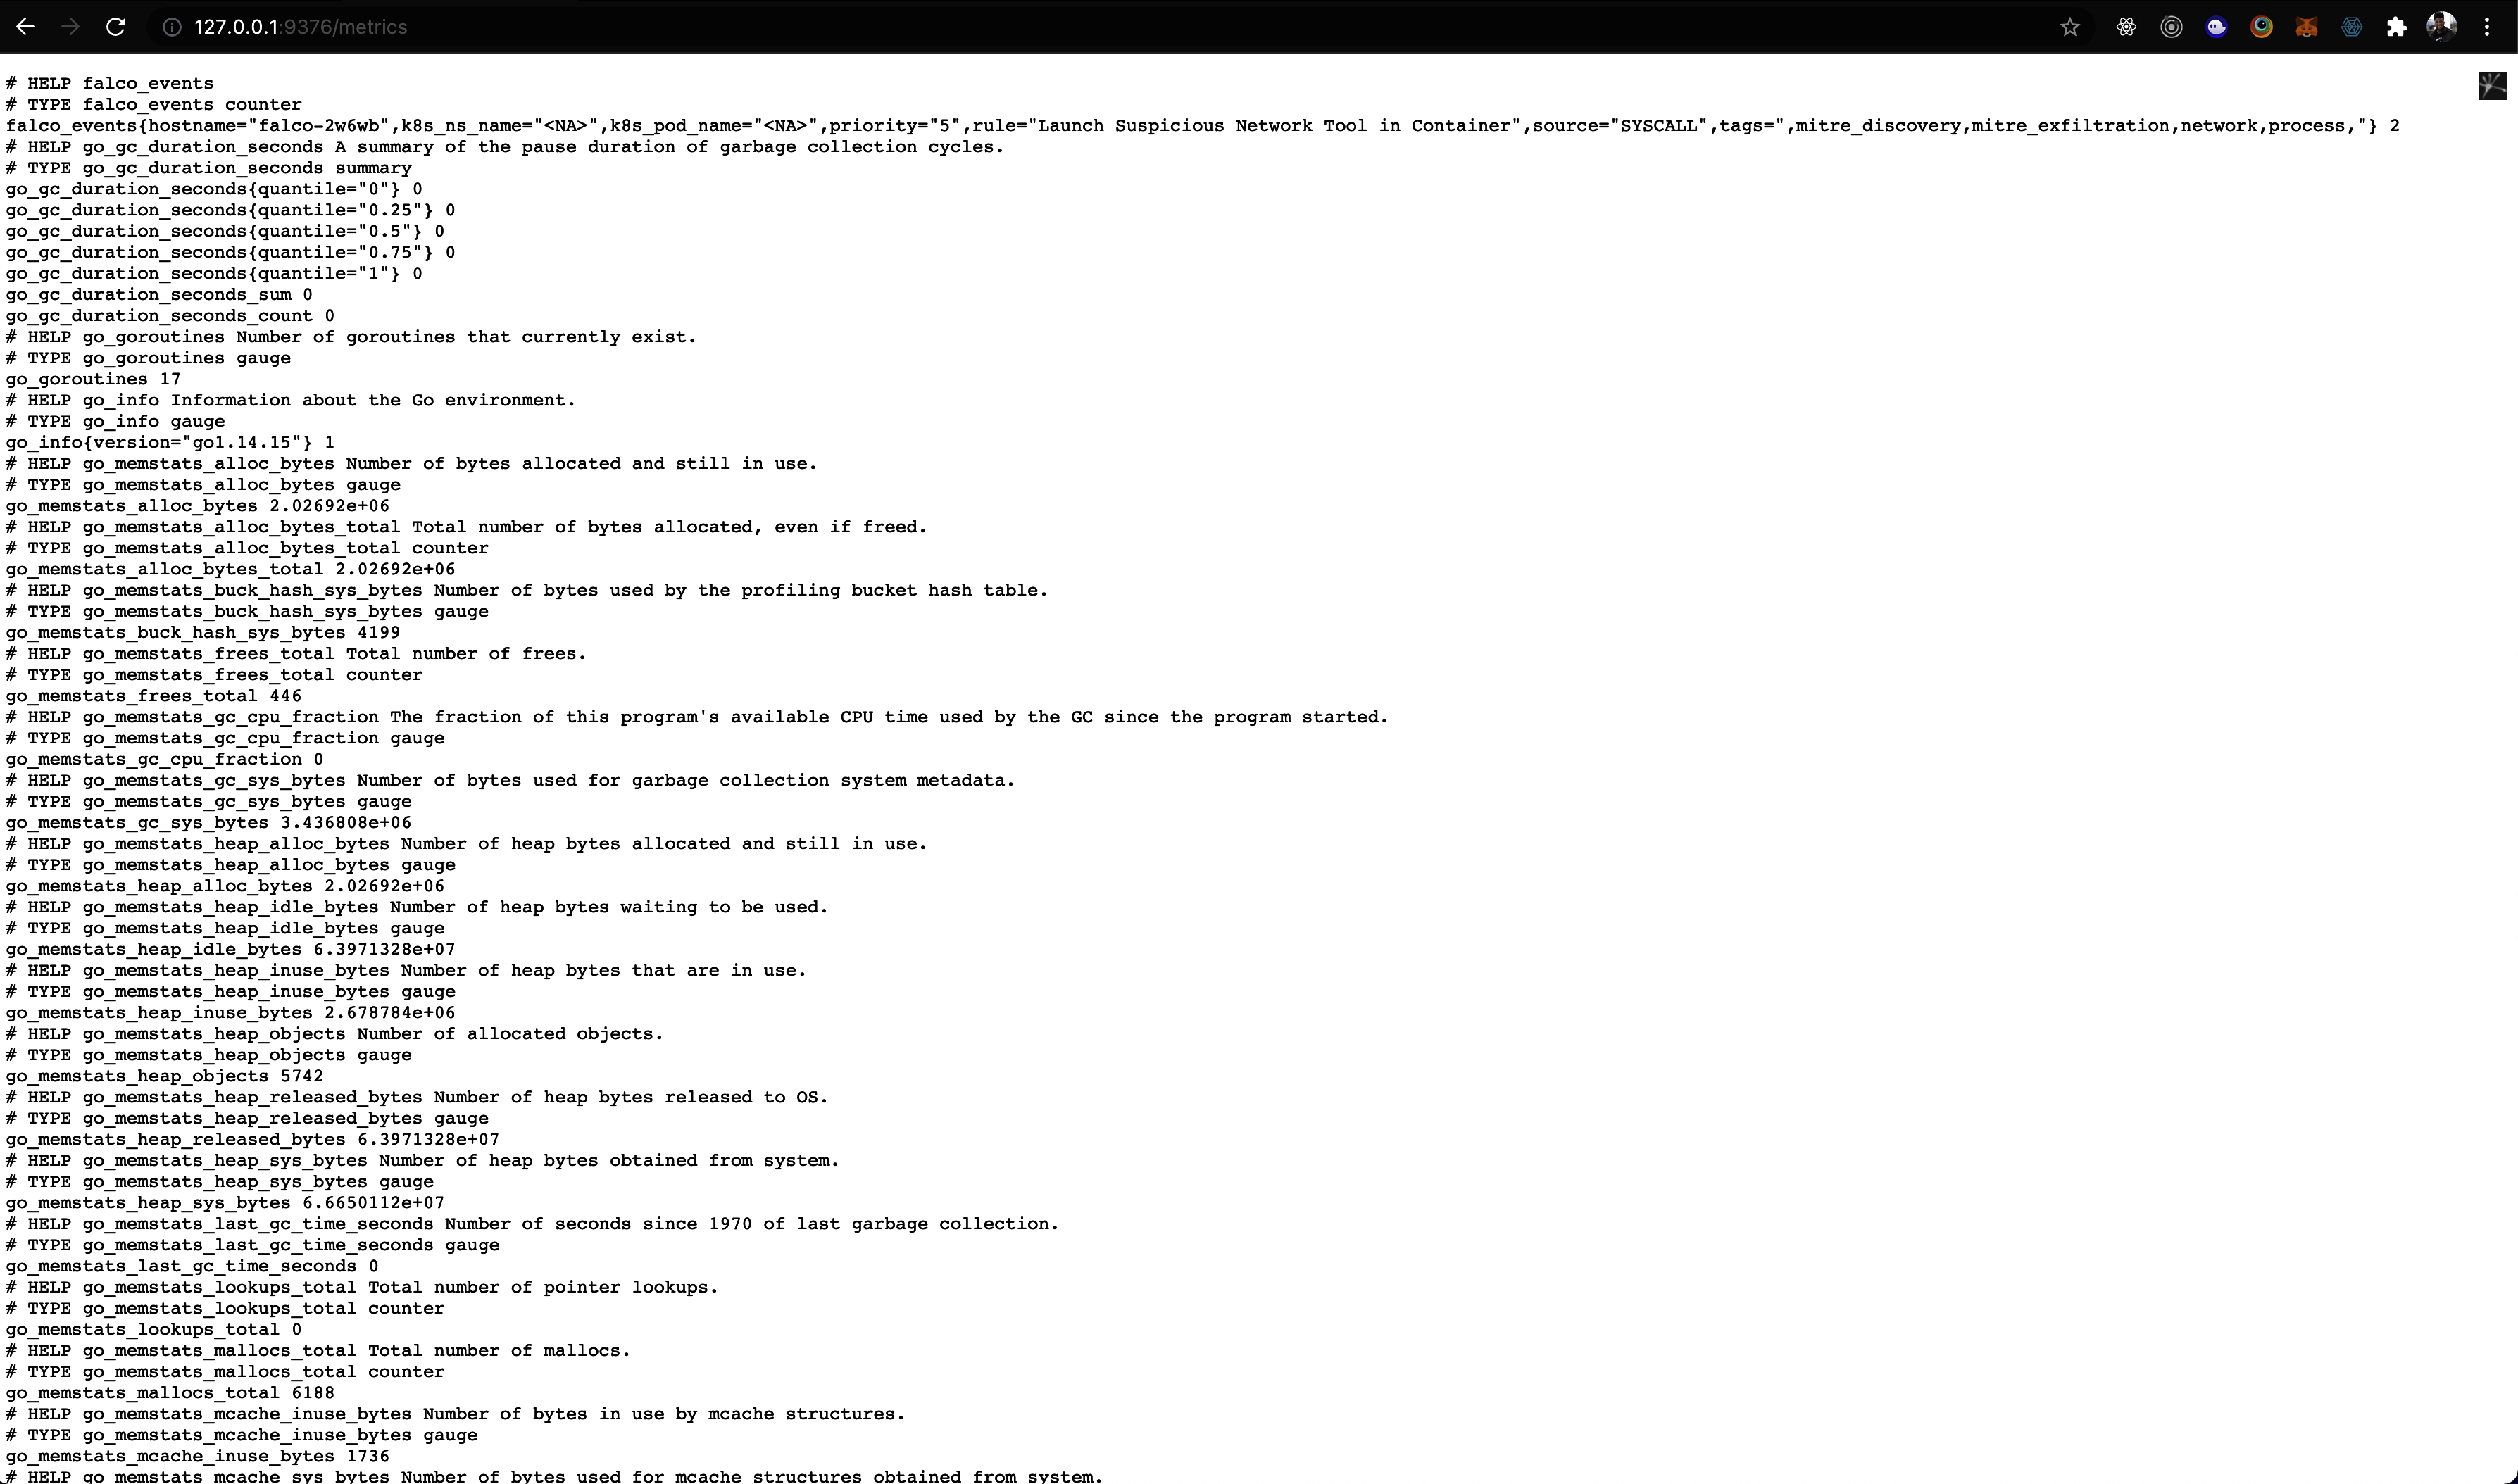 127.0.0.1:9376/metrics
# HELP falco_events
# TYPE falco_events counter
falco_events{hostname="falco-2w6wb",k8s_ns_name="<NA>",k8s_pod_name="<NA>",priority="5",rule="Launch Suspicious Network Tool in Container",source="SYSCALL",tags=",mitre_discovery,mitre_exfiltration,network,process,"} 2
# HELP go_gc_duration_seconds A summary of the pause duration of garbage collection cycles.
# TYPE go_gc_duration_seconds summary
go_gc_duration_seconds{quantile="0"} 0
go_gc_duration_seconds{quantile="0.25"} 0
go_gc_duration_seconds{quantile="0.5"} 0
go_gc_duration_seconds{quantile="0.75"} 0
go_gc_duration_seconds{quantile="1"} 0
go_gc_duration_seconds_sum 0
go_gc_duration_seconds_count 0
# HELP go_goroutines Number of goroutines that currently exist.
# TYPE go_goroutines gauge
go_goroutines 17
# HELP go_info Information about the Go environment.
# TYPE go_info gauge
go_info{version="go1.14.15"} 1
# HELP go_memstats_alloc_bytes Number of bytes allocated and still in use.
# TYPE go_memstats_alloc_bytes gauge
go_memstats_alloc_bytes 2.02692e+06
# HELP go_memstats_alloc_bytes_total Total number of bytes allocated, even if freed.
# TYPE go_memstats_alloc_bytes_total counter
go_memstats_alloc_bytes_total 2.02692e+06
# HELP go_memstats_buck_hash_sys_bytes Number of bytes used by the profiling bucket hash table.
# TYPE go_memstats_buck_hash_sys_bytes gauge
go_memstats_buck_hash_sys_bytes 4199
# HELP go_memstats_frees_total Total number of frees.
# TYPE go_memstats_frees_total counter
go_memstats_frees_total 446
# HELP go_memstats_gc_cpu_fraction The fraction of this program's available CPU time used by the GC since the program started.
# TYPE go_memstats_gc_cpu_fraction gauge
go_memstats_gc_cpu_fraction 0
# HELP go_memstats_gc_sys_bytes Number of bytes used for garbage collection system metadata.
# TYPE go_memstats_gc_sys_bytes gauge
go_memstats_gc_sys_bytes 3.436808e+06
# HELP go_memstats_heap_alloc_bytes Number of heap bytes allocated and still in use.
# TYPE go_memstats_heap_alloc_bytes gauge
go_memstats_heap_alloc_bytes 2.02692e+06
# HELP go_memstats_heap_idle_bytes Number of heap bytes waiting to be used.
# TYPE go_memstats_heap_idle_bytes gauge
go_memstats_heap_idle_bytes 6.3971328e+07
# HELP go_memstats_heap_inuse_bytes Number of heap bytes that are in use.
# TYPE go_memstats_heap_inuse_bytes gauge
go_memstats_heap_inuse_bytes 2.678784e+06
# HELP go_memstats_heap_objects Number of allocated objects.
# TYPE go_memstats_heap_objects gauge
go_memstats_heap_objects 5742
# HELP go_memstats_heap_released_bytes Number of heap bytes released to OS.
# TYPE go_memstats_heap_released_bytes gauge
go_memstats_heap_released_bytes 6.3971328e+07
# HELP go_memstats_heap_sys_bytes Number of heap bytes obtained from system.
# TYPE go_memstats_heap_sys_bytes gauge
go_memstats_heap_sys_bytes 6.6650112e+07
# HELP go_memstats_last_gc_time_seconds Number of seconds since 1970 of last garbage collection.
# TYPE go_memstats_last_gc_time_seconds gauge
go_memstats_last_gc_time_seconds 0
# HELP go_memstats_lookups_total Total number of pointer lookups.
# TYPE go_memstats_lookups_total counter
go_memstats_lookups_total 0
# HELP go_memstats_mallocs_total Total number of mallocs.
# TYPE go_memstats_mallocs_total counter
go_memstats_mallocs_total 6188
# HELP go_memstats_mcache_inuse_bytes Number of bytes in use by mcache structures.
# TYPE go_memstats_mcache_inuse_bytes gauge
go_memstats_mcache_inuse_bytes 1736
# HELP go_memstats_mcache_sys_bytes Number of bytes used for mcache structures obtained from system.